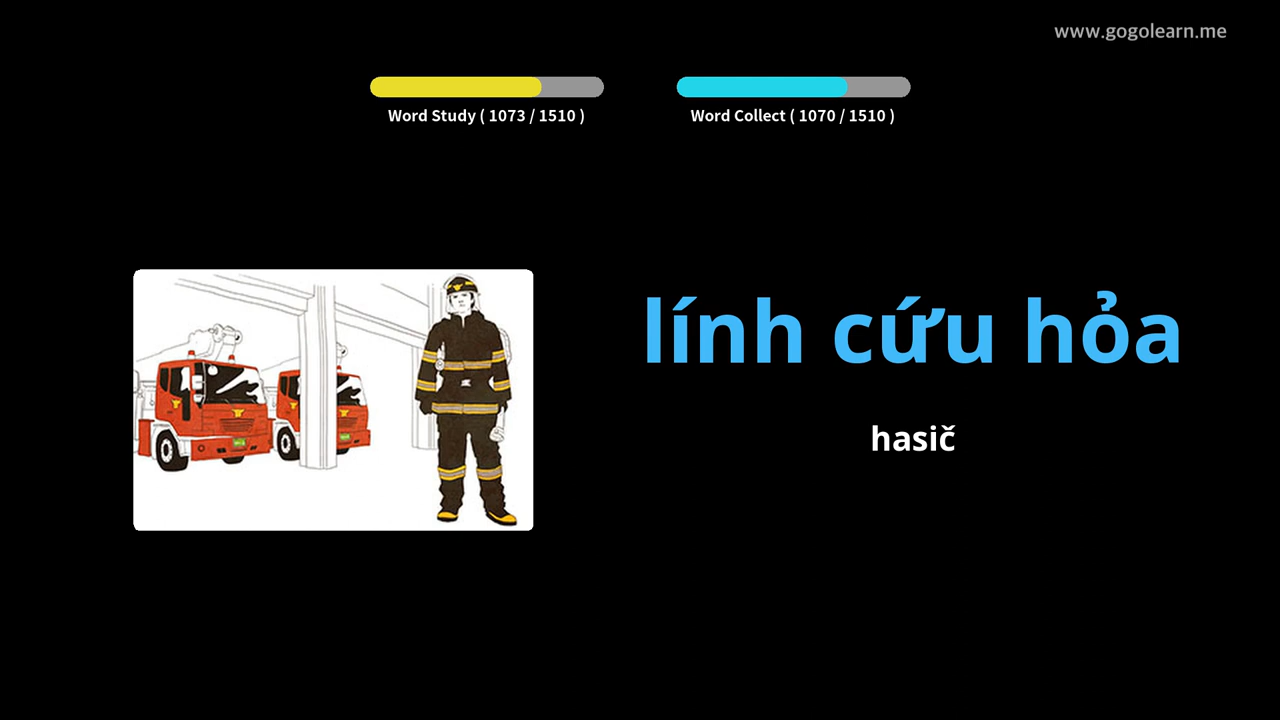 www.gogolearn.me
Word Study ( 1073 / 1510 )
Word Collect ( 1070 / 1510 )
lính cứu hỏa
hasič